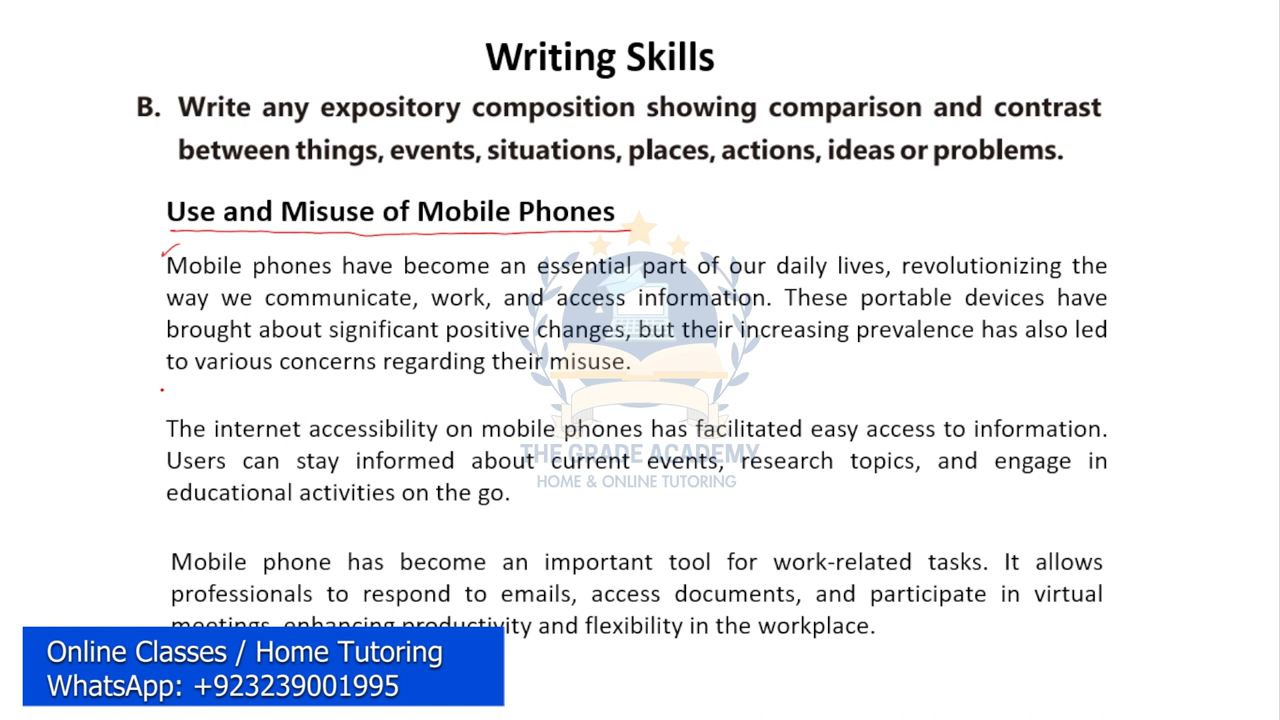 Writing Skills
B. Write any expository composition showing comparison and contrast
between things, events, situations, places, actions, ideas or problems.
Use and Misuse of Mobile Phones
Mobile phones have become an essential part of our daily lives, revolutionizing the
way we communicate, work, and access information. These portable devices have
brought about significant positive changes, but their increasing prevalence has also led
to various concerns regarding their misuse.
The internet accessibility on mobile phones has facilitated easy access to information.
THE GRADE ACADEMY
Users can stay informed about current events, research topics, and engage in
HOME & ONLINE TUTORING
educational activities on the go.
Mobile phone has become an important tool for work-related tasks. It allows
professionals to respond to emails, access documents, and participate in virtual
meetings, enhancing productivity and flexibility in the workplace.
Online Classes / Home Tutoring
WhatsApp: +923239001995